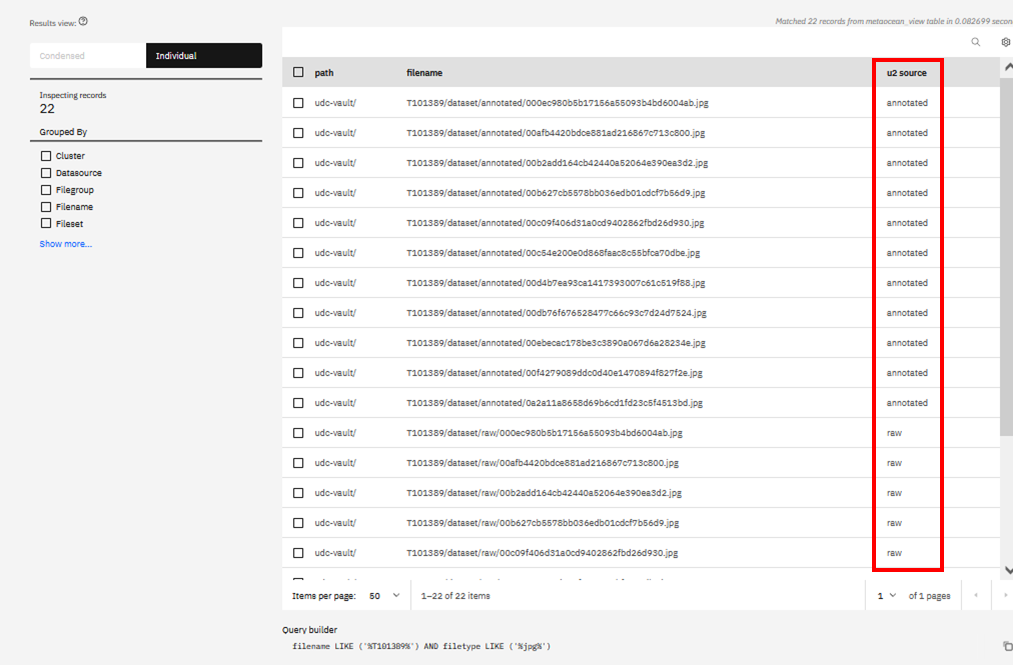 Results view:
Matched 22 records from metaocean_view table in 0.082699 secon
Condensed
Individual
Inspecting records
22
Grouped By
Cluster
Datasource
Filegroup
Filename
Fileset
Show more...
path filename u2 source
udc-vault/ T101389/dataset/annotated/000ec980b5b17156a55093b4bd6004ab.jpg annotated
udc-vault/ T101389/dataset/annotated/00afb4420bdce881ad216867c713c800.jpg annotated
udc-vault/ T101389/dataset/annotated/00b2add164cb42440a52064e390ea3d2.jpg annotated
udc-vault/ T101389/dataset/annotated/00b627cb5578bb036edb01cdcf7b56d9.jpg annotated
udc-vault/ T101389/dataset/annotated/00c09f406d31a0cd9402862fbd26d930.jpg annotated
udc-vault/ T101389/dataset/annotated/00c54e200e0d868faac8c55bfca70dbe.jpg annotated
udc-vault/ T101389/dataset/annotated/00d4b7ea93ca1417393007c61c519f88.jpg annotated
udc-vault/ T101389/dataset/annotated/00db76f676528477c66c93c7d24d7524.jpg annotated
udc-vault/ T101389/dataset/annotated/00ebecac178be3c3890a067d6a28234e.jpg annotated
udc-vault/ T101389/dataset/annotated/00f4279089ddc0d40e1470894f827f2e.jpg annotated
udc-vault/ T101389/dataset/annotated/0a2a11a8658d69b6cd1fd23c5f4513bd.jpg annotated
udc-vault/ T101389/dataset/raw/000ec980b5b17156a55093b4bd6004ab.jpg raw
udc-vault/ T101389/dataset/raw/00afb4420bdce881ad216867c713c800.jpg raw
udc-vault/ T101389/dataset/raw/00b2add164cb42440a52064e390ea3d2.jpg raw
udc-vault/ T101389/dataset/raw/00b627cb5578bb036edb01cdcf7b56d9.jpg raw
udc-vault/ T101389/dataset/raw/00c09f406d31a0cd9402862fbd26d930.jpg raw
Items per page: 50 1–22 of 22 items 1 of 1 pages
Query builder
filename LIKE ('%T101389%') AND filetype LIKE ('%jpg%')